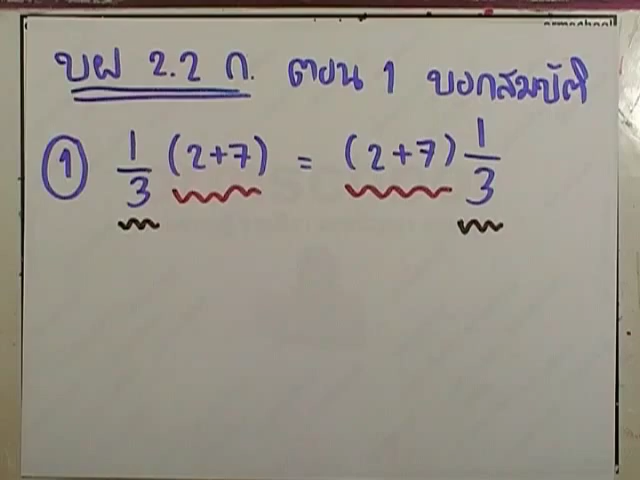 บฝ 2.2 ก. ตอน 1 บอกสมบัติ
① 1/3 (2+7) = (2+7) 1/3